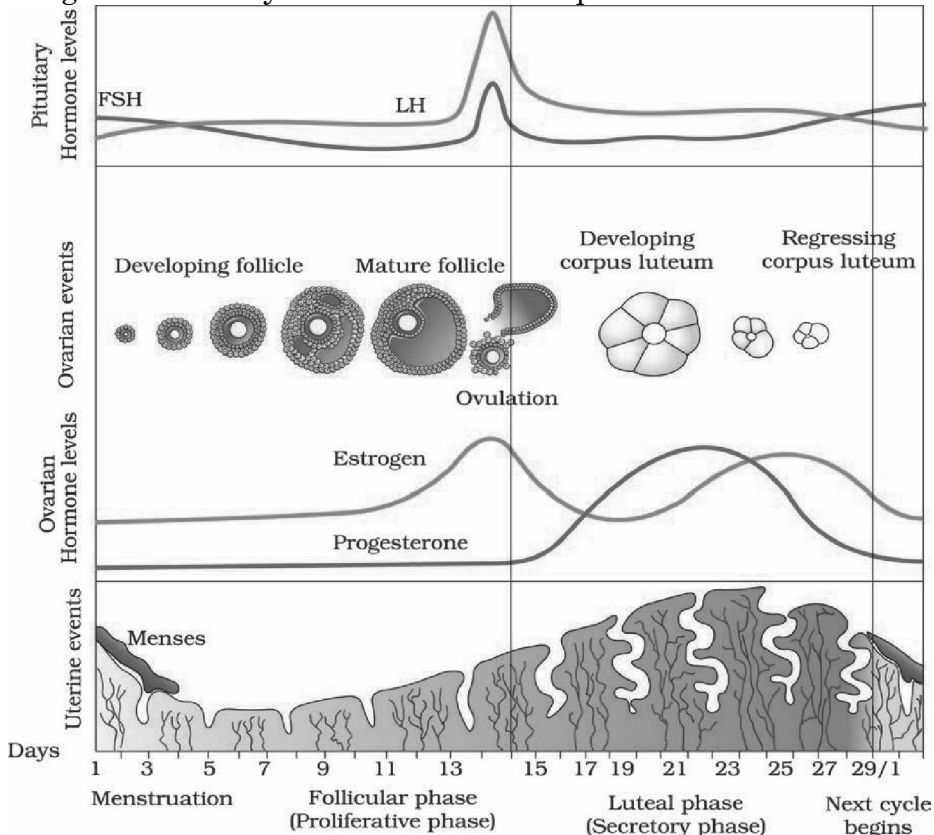 Pituitary
Hormone levels
FSH
LH
Ovarian events
Developing follicle
Mature follicle
Developing
corpus luteum
Regressing
corpus luteum
Ovulation
Ovarian
Hormone levels
Estrogen
Progesterone
Uterine events
Menses
Days
1 3 5 7 9 11 13 15 17 19 21 23 25 27 29/1
Menstruation
Follicular phase
(Proliferative phase)
Luteal phase
(Secretory phase)
Next cycle
begins